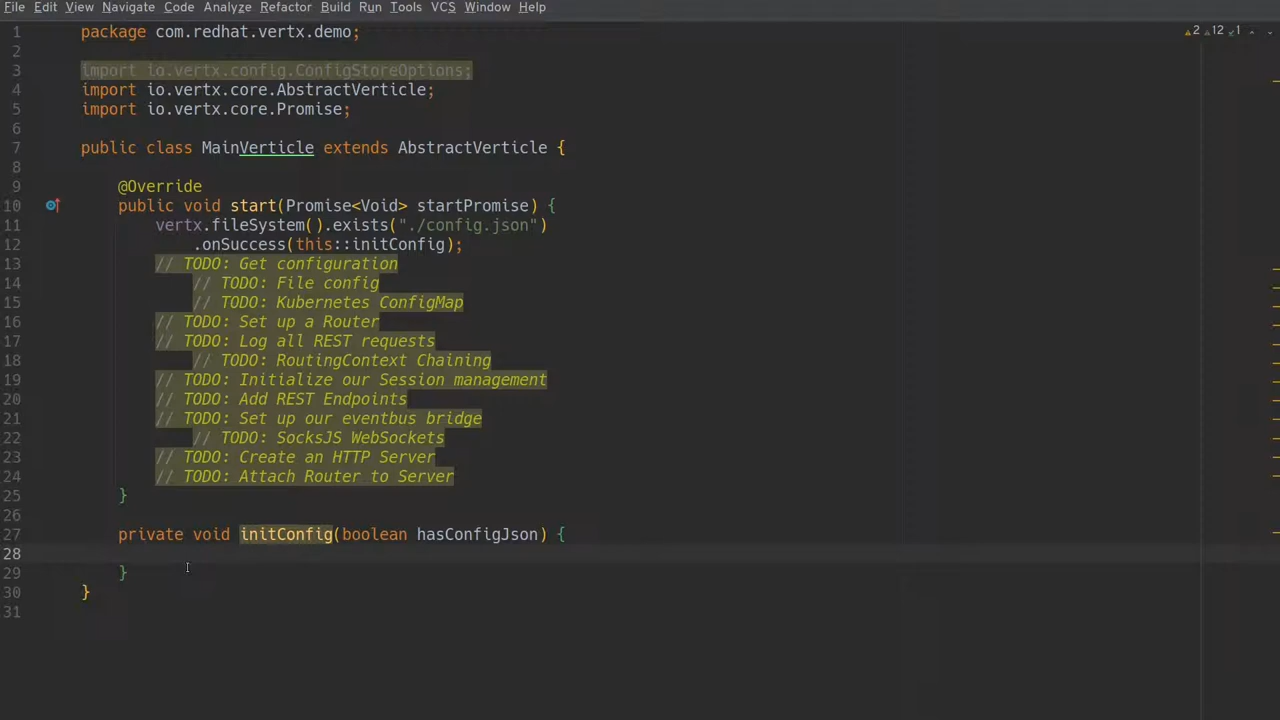 File Edit View Navigate Code Analyze Refactor Build Run Tools VCS Window Help
2 12 1
1 package com.redhat.vertx.demo;
2
3 import io.vertx.config.ConfigStoreOptions;
4 import io.vertx.core.AbstractVerticle;
5 import io.vertx.core.Promise;
6
7 public class MainVerticle extends AbstractVerticle {
8
9 @Override
10 public void start(Promise<Void> startPromise) {
11 vertx.fileSystem().exists("./config.json")
12 .onSuccess(this::initConfig);
13 // TODO: Get configuration
14 // TODO: File config
15 // TODO: Kubernetes ConfigMap
16 // TODO: Set up a Router
17 // TODO: Log all REST requests
18 // TODO: RoutingContext Chaining
19 // TODO: Initialize our Session management
20 // TODO: Add REST Endpoints
21 // TODO: Set up our eventbus bridge
22 // TODO: SocksJS WebSockets
23 // TODO: Create an HTTP Server
24 // TODO: Attach Router to Server
25 }
26
27 private void initConfig(boolean hasConfigJson) {
28
29 }
30 }
31